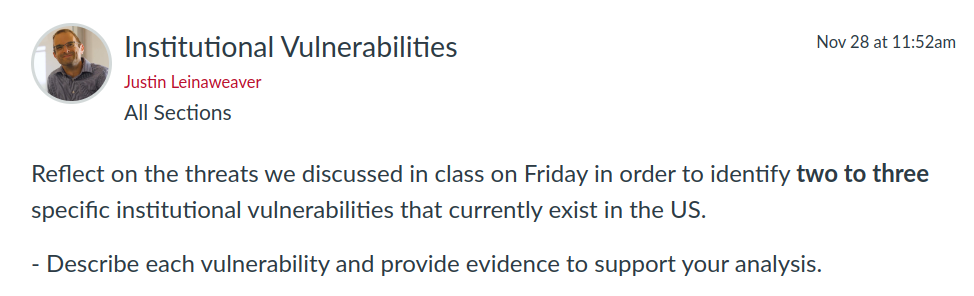 Institutional Vulnerabilities
Nov 28 at 11:52am
Justin Leinaweaver
All Sections
Reflect on the threats we discussed in class on Friday in order to identify two to three
specific institutional vulnerabilities that currently exist in the US.
- Describe each vulnerability and provide evidence to support your analysis.